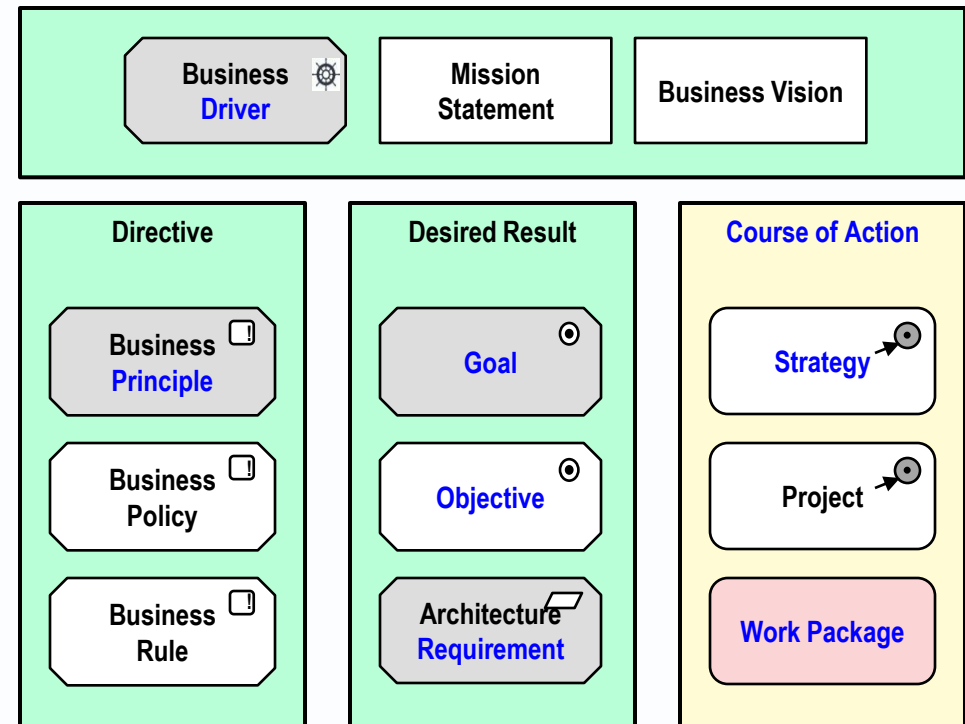 Business
Driver
Mission
Statement
Business Vision
Directive
Business
Principle
Business
Policy
Business
Rule
Desired Result
Goal
Objective
Architecture
Requirement
Course of Action
Strategy
Project
Work Package